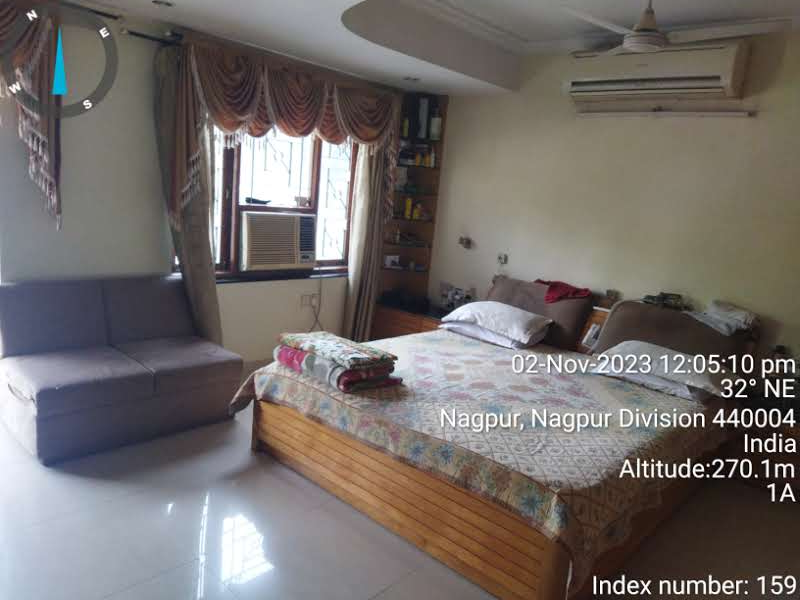 N
E
W
S
02-Nov-2023 12:05:10 pm
32° NE
Nagpur, Nagpur Division 440004
India
Altitude:270.1m
1A
Index number: 159